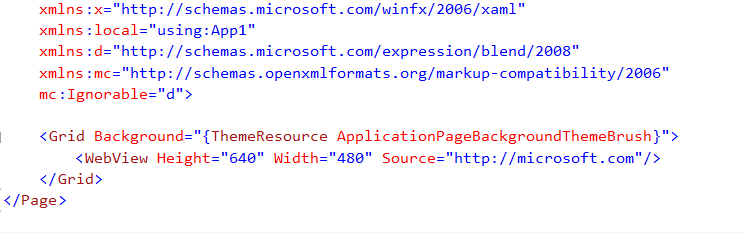 xmlns:x="http://schemas.microsoft.com/winfx/2006/xaml"
xmlns:local="using:App1"
xmlns:d="http://schemas.microsoft.com/expression/blend/2008"
xmlns:mc="http://schemas.openxmlformats.org/markup-compatibility/2006"
mc:Ignorable="d">
<Grid Background="{ThemeResource ApplicationPageBackgroundThemeBrush}">
<WebView Height="640" Width="480" Source="http://microsoft.com"/>
</Grid>
</Page>